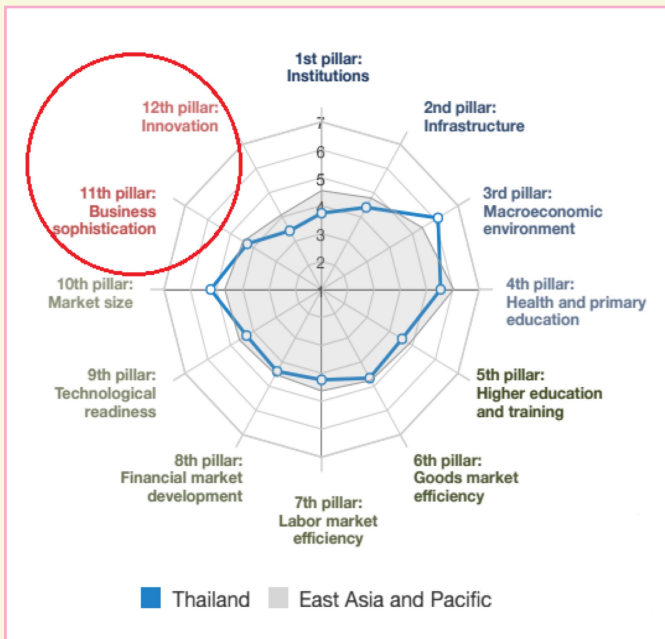 1st pillar:
Institutions
2nd pillar:
Infrastructure
3rd pillar:
Macroeconomic
environment
4th pillar:
Health and primary
education
5th pillar:
Higher education
and training
6th pillar:
Goods market
efficiency
7th pillar:
Labor market
efficiency
8th pillar:
Financial market
development
9th pillar:
Technological
readiness
10th pillar:
Market size
11th pillar:
Business
sophistication
12th pillar:
Innovation
7
6
5
4
3
2
1
Thailand
East Asia and Pacific